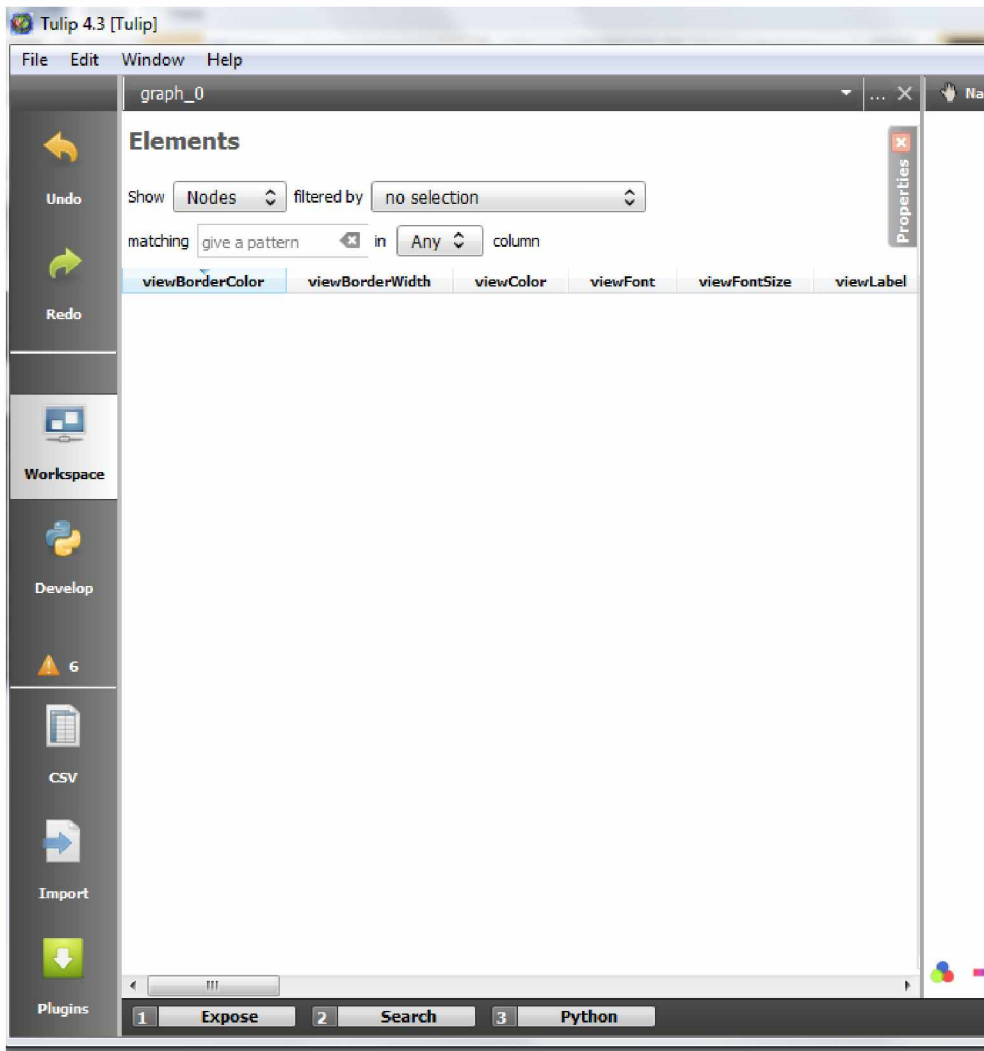 Tulip 4.3 [Tulip]
File Edit Window Help
graph_0 ... Na
Elements
Properties
Undo
Show Nodes filtered by no selection
matching give a pattern in Any column
viewBorderColor viewBorderWidth viewColor viewFont viewFontSize viewLabel
Redo
Workspace
Develop
6
CSV
Import
Plugins
1 Expose 2 Search 3 Python